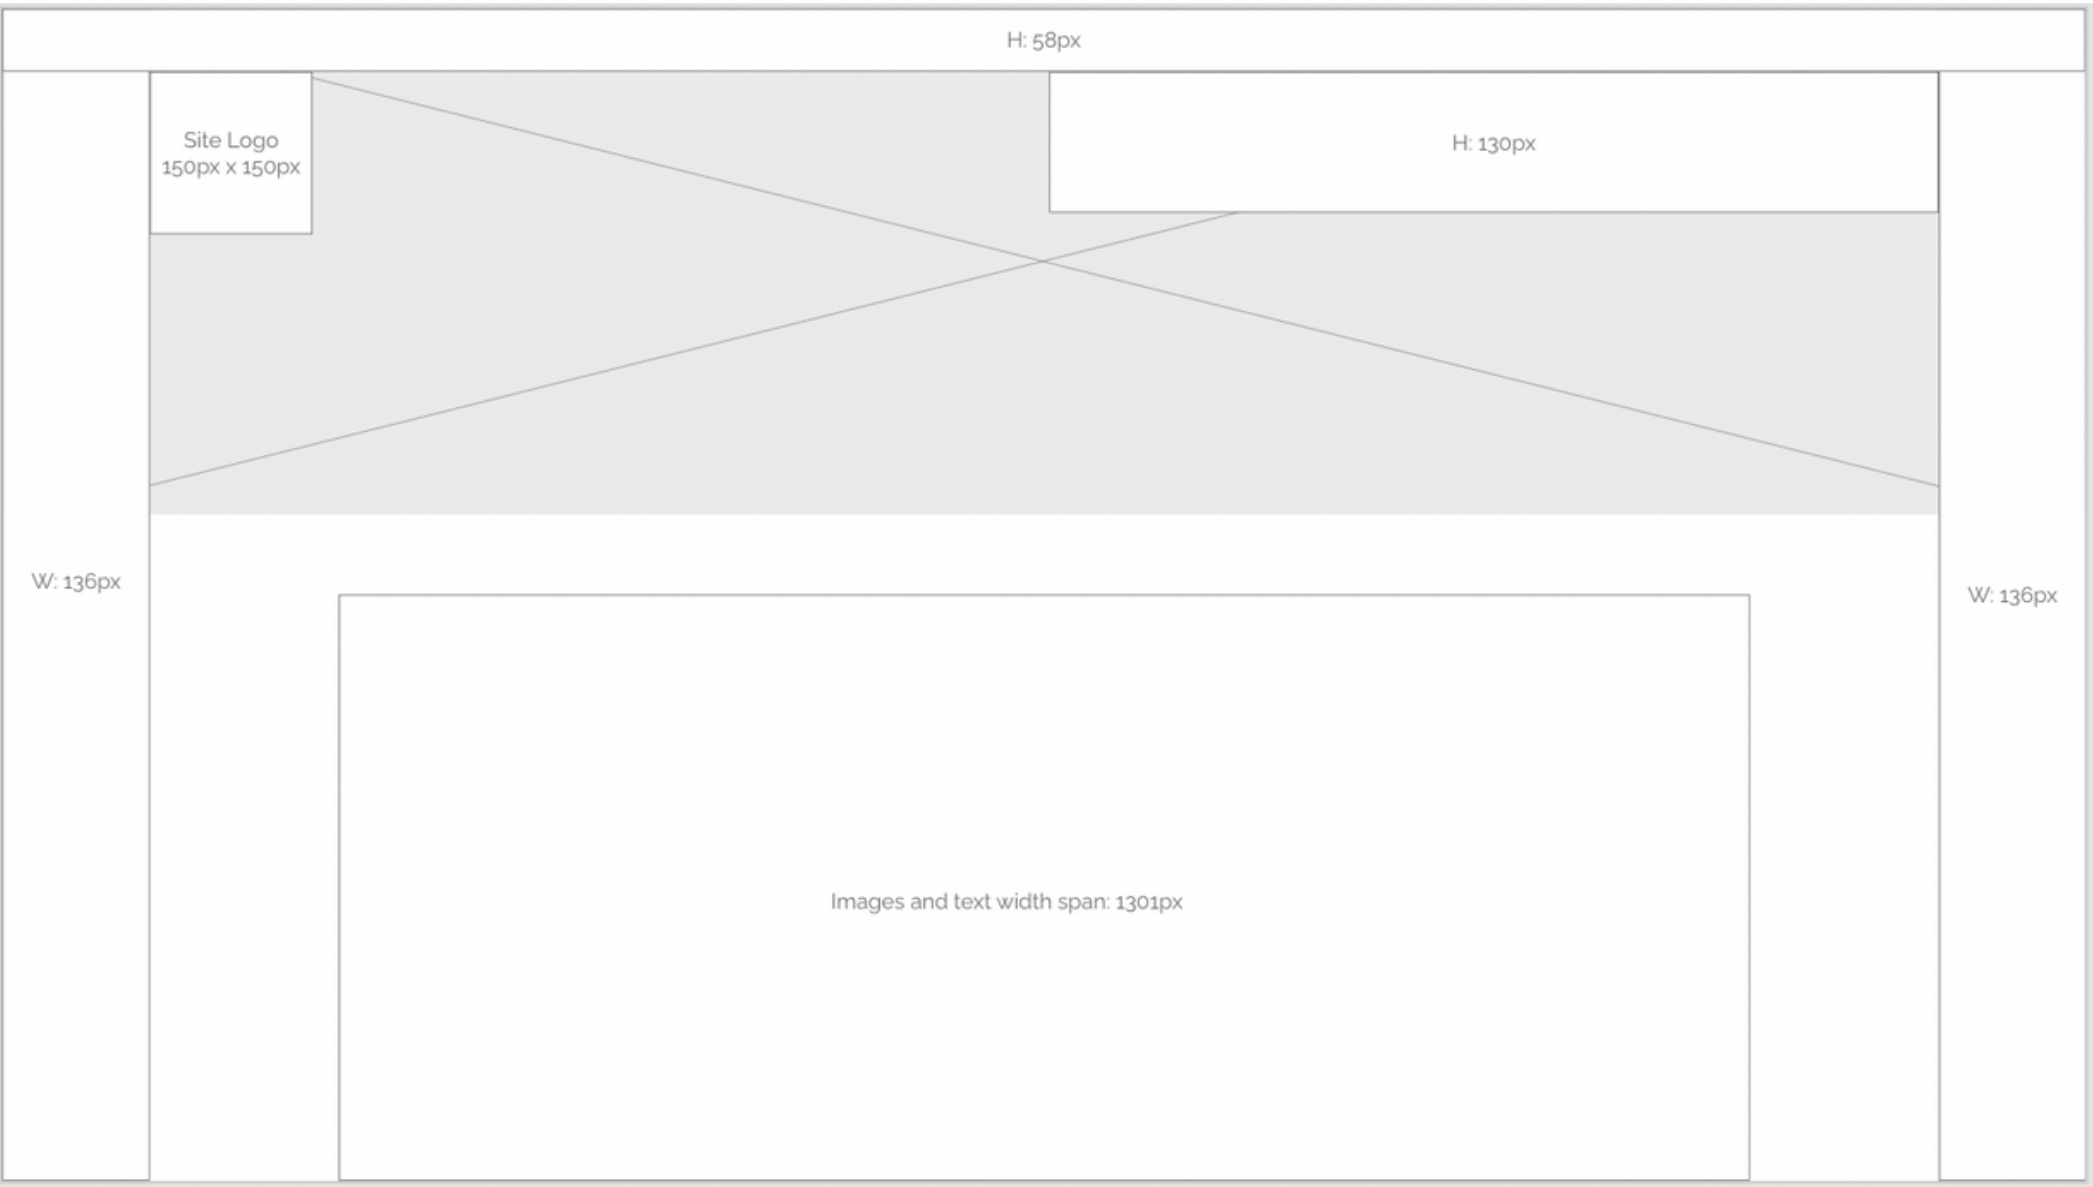 H: 58px
Site Logo
150px x 150px
H: 130px
W: 136px
W: 136px
Images and text width span: 1301px